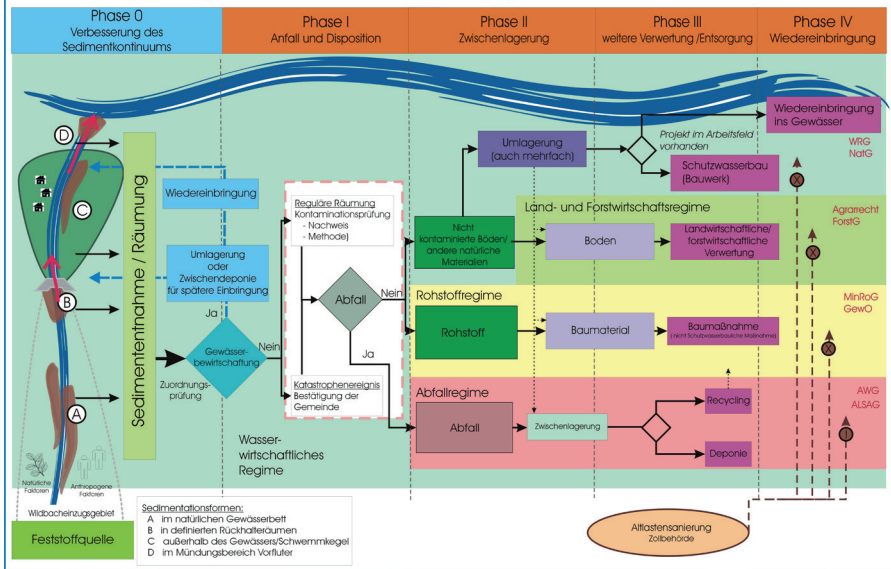 Phase 0
Verbesserung des
Sedimentkontinuums
Phase I
Anfall und Disposition
Phase II
Zwischenlagerung
Phase III
weitere Verwertung /Entsorgung
Phase IV
Wiedereinbringung
D
C
B
A
Natürliche
Faktoren
Anthropogene
Faktoren
Wildbacheinzugsgebiet
Feststoffquelle
Sedimententnahme / Räumung
Wiedereinbringung
Umlagerung
oder
Zwischendeponie
für spätere Einbringung
Ja
Gewässer-
bewirtschaftung
Nein
Zuordnungs-
prüfung
Wasser-
wirtschaftliches
Regime
Reguläre Räumung
Kontaminationsprüfung
- Nachweis
- Methode)
Abfall
Nein
Ja
Katastrophenereignis
Bestätigung der
Gemeinde
Umlagerung
(auch mehrfach)
Projekt im Arbeitsfeld
vorhanden
Wiedereinbringung
ins Gewässer
Schutzwasserbau
(Bauwerk)
WRG
NatG
X
Land- und Forstwirtschaftsregime
Nicht
kontaminierte Böden/
andere natürliche
Materialien
Boden
Landwirtschaftliche/
forstwirtschaftliche
Verwertung
Agrarrecht
ForstG
X
Rohstoffregime
Rohstoff
Baumaterial
Baumaßnahme
(nicht Schutzwasserbauliche Maßnahme)
MinRoG
GewO
X
Abfallregime
Abfall
Zwischenlagerung
Recycling
Deponie
AWG
ALSAG
Altlastensanierung
Zollbehörde
Sedimentationsformen:
A im natürlichen Gewässerbett
B in definierten Rückhalteräumen
C außerhalb des Gewässers/Schwemmkegel
D im Mündungsbereich Vorfluter